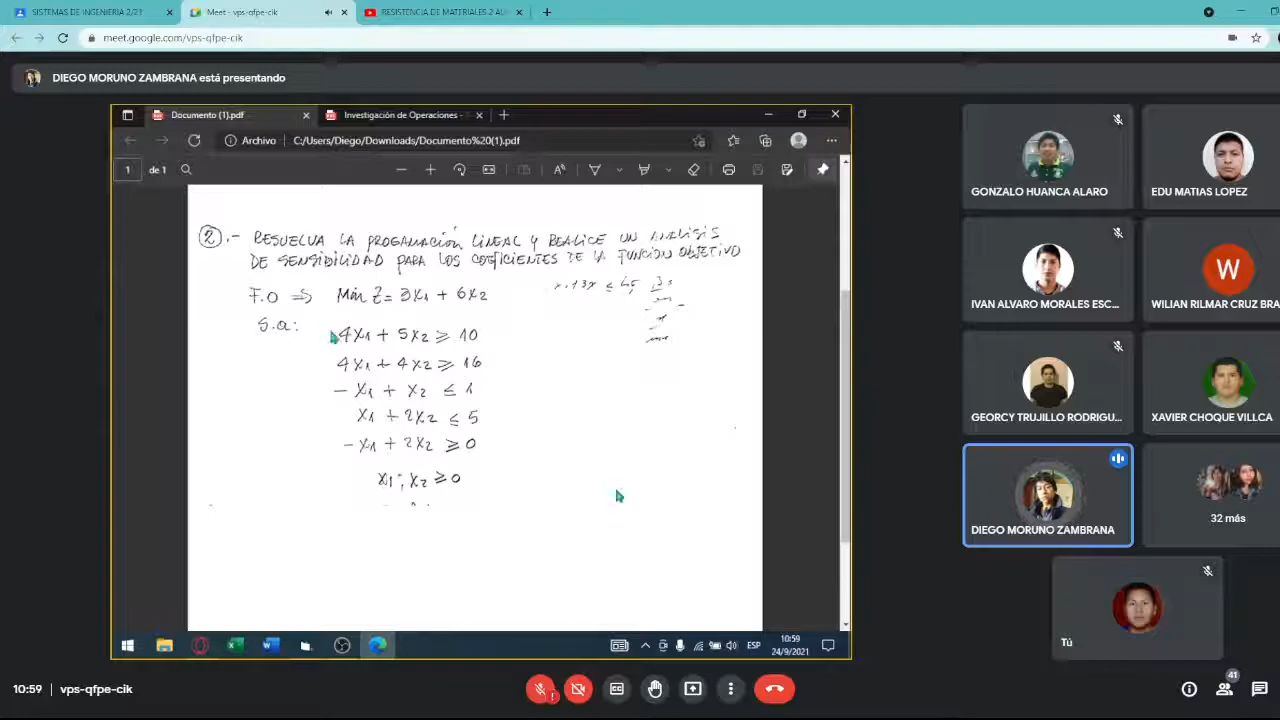 SISTEMAS DE INGENIERIA 2/21
Meet - vps-qfpe-cik
RESISTENCIA DE MATERIALES 2 AU
meet.google.com/vps-qfpe-cik
DIEGO MORUNO ZAMBRANA está presentando
Documento (1).pdf
Investigación de Operaciones -
Archivo
C:/Users/Diego/Downloads/Documento%20(1).pdf
1
de 1
2.- RESUELVA LA PROGAMACIÓN LINEAL Y REALICE UN ANALISIS
DE SENSIBILIDAD PARA LOS COEFICIENTES DE LA FUNCION OBJETIVO
F.O ⇒ Min Z = 3X1 + 6X2
S.a:
4X1 + 5X2 ≥ 10
4X1 + 4X2 ≥ 16
- X1 + X2 ≤ 1
X1 + 2X2 ≤ 5
-X1 + 2X2 ≥ 0
X1; X2 ≥ 0
ESP
10:59
24/9/2021
GONZALO HUANCA ALARO
EDU MATIAS LOPEZ
IVAN ALVARO MORALES ESC...
W
WILIAN RILMAR CRUZ BRA
GEORCY TRUJILLO RODRIGU...
XAVIER CHOQUE VILLCA
DIEGO MORUNO ZAMBRANA
32 más
Tú
10:59 | vps-qfpe-cik
41